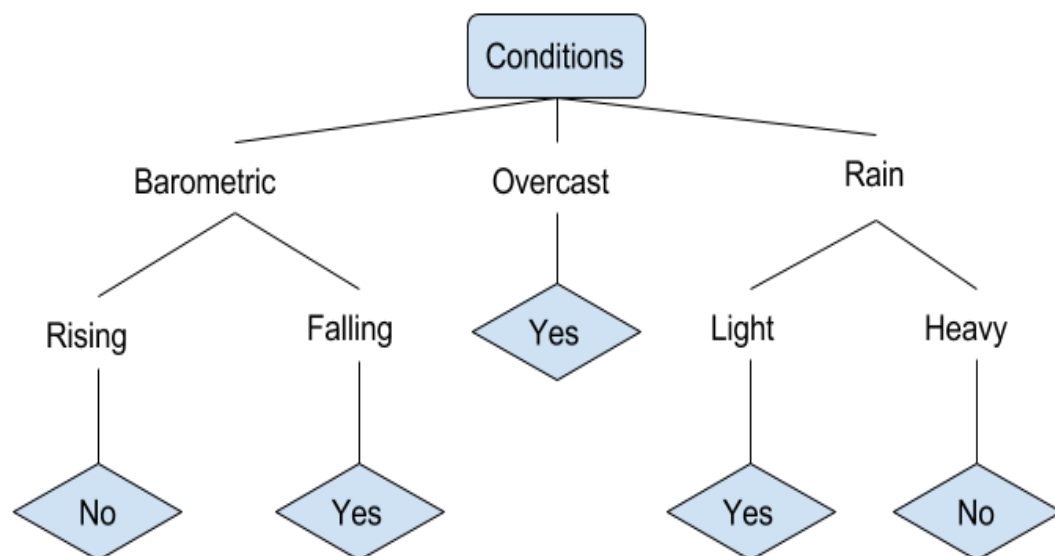 Conditions
Barometric
Overcast
Rain
Rising
Falling
Yes
Light
Heavy
No
Yes
Yes
No